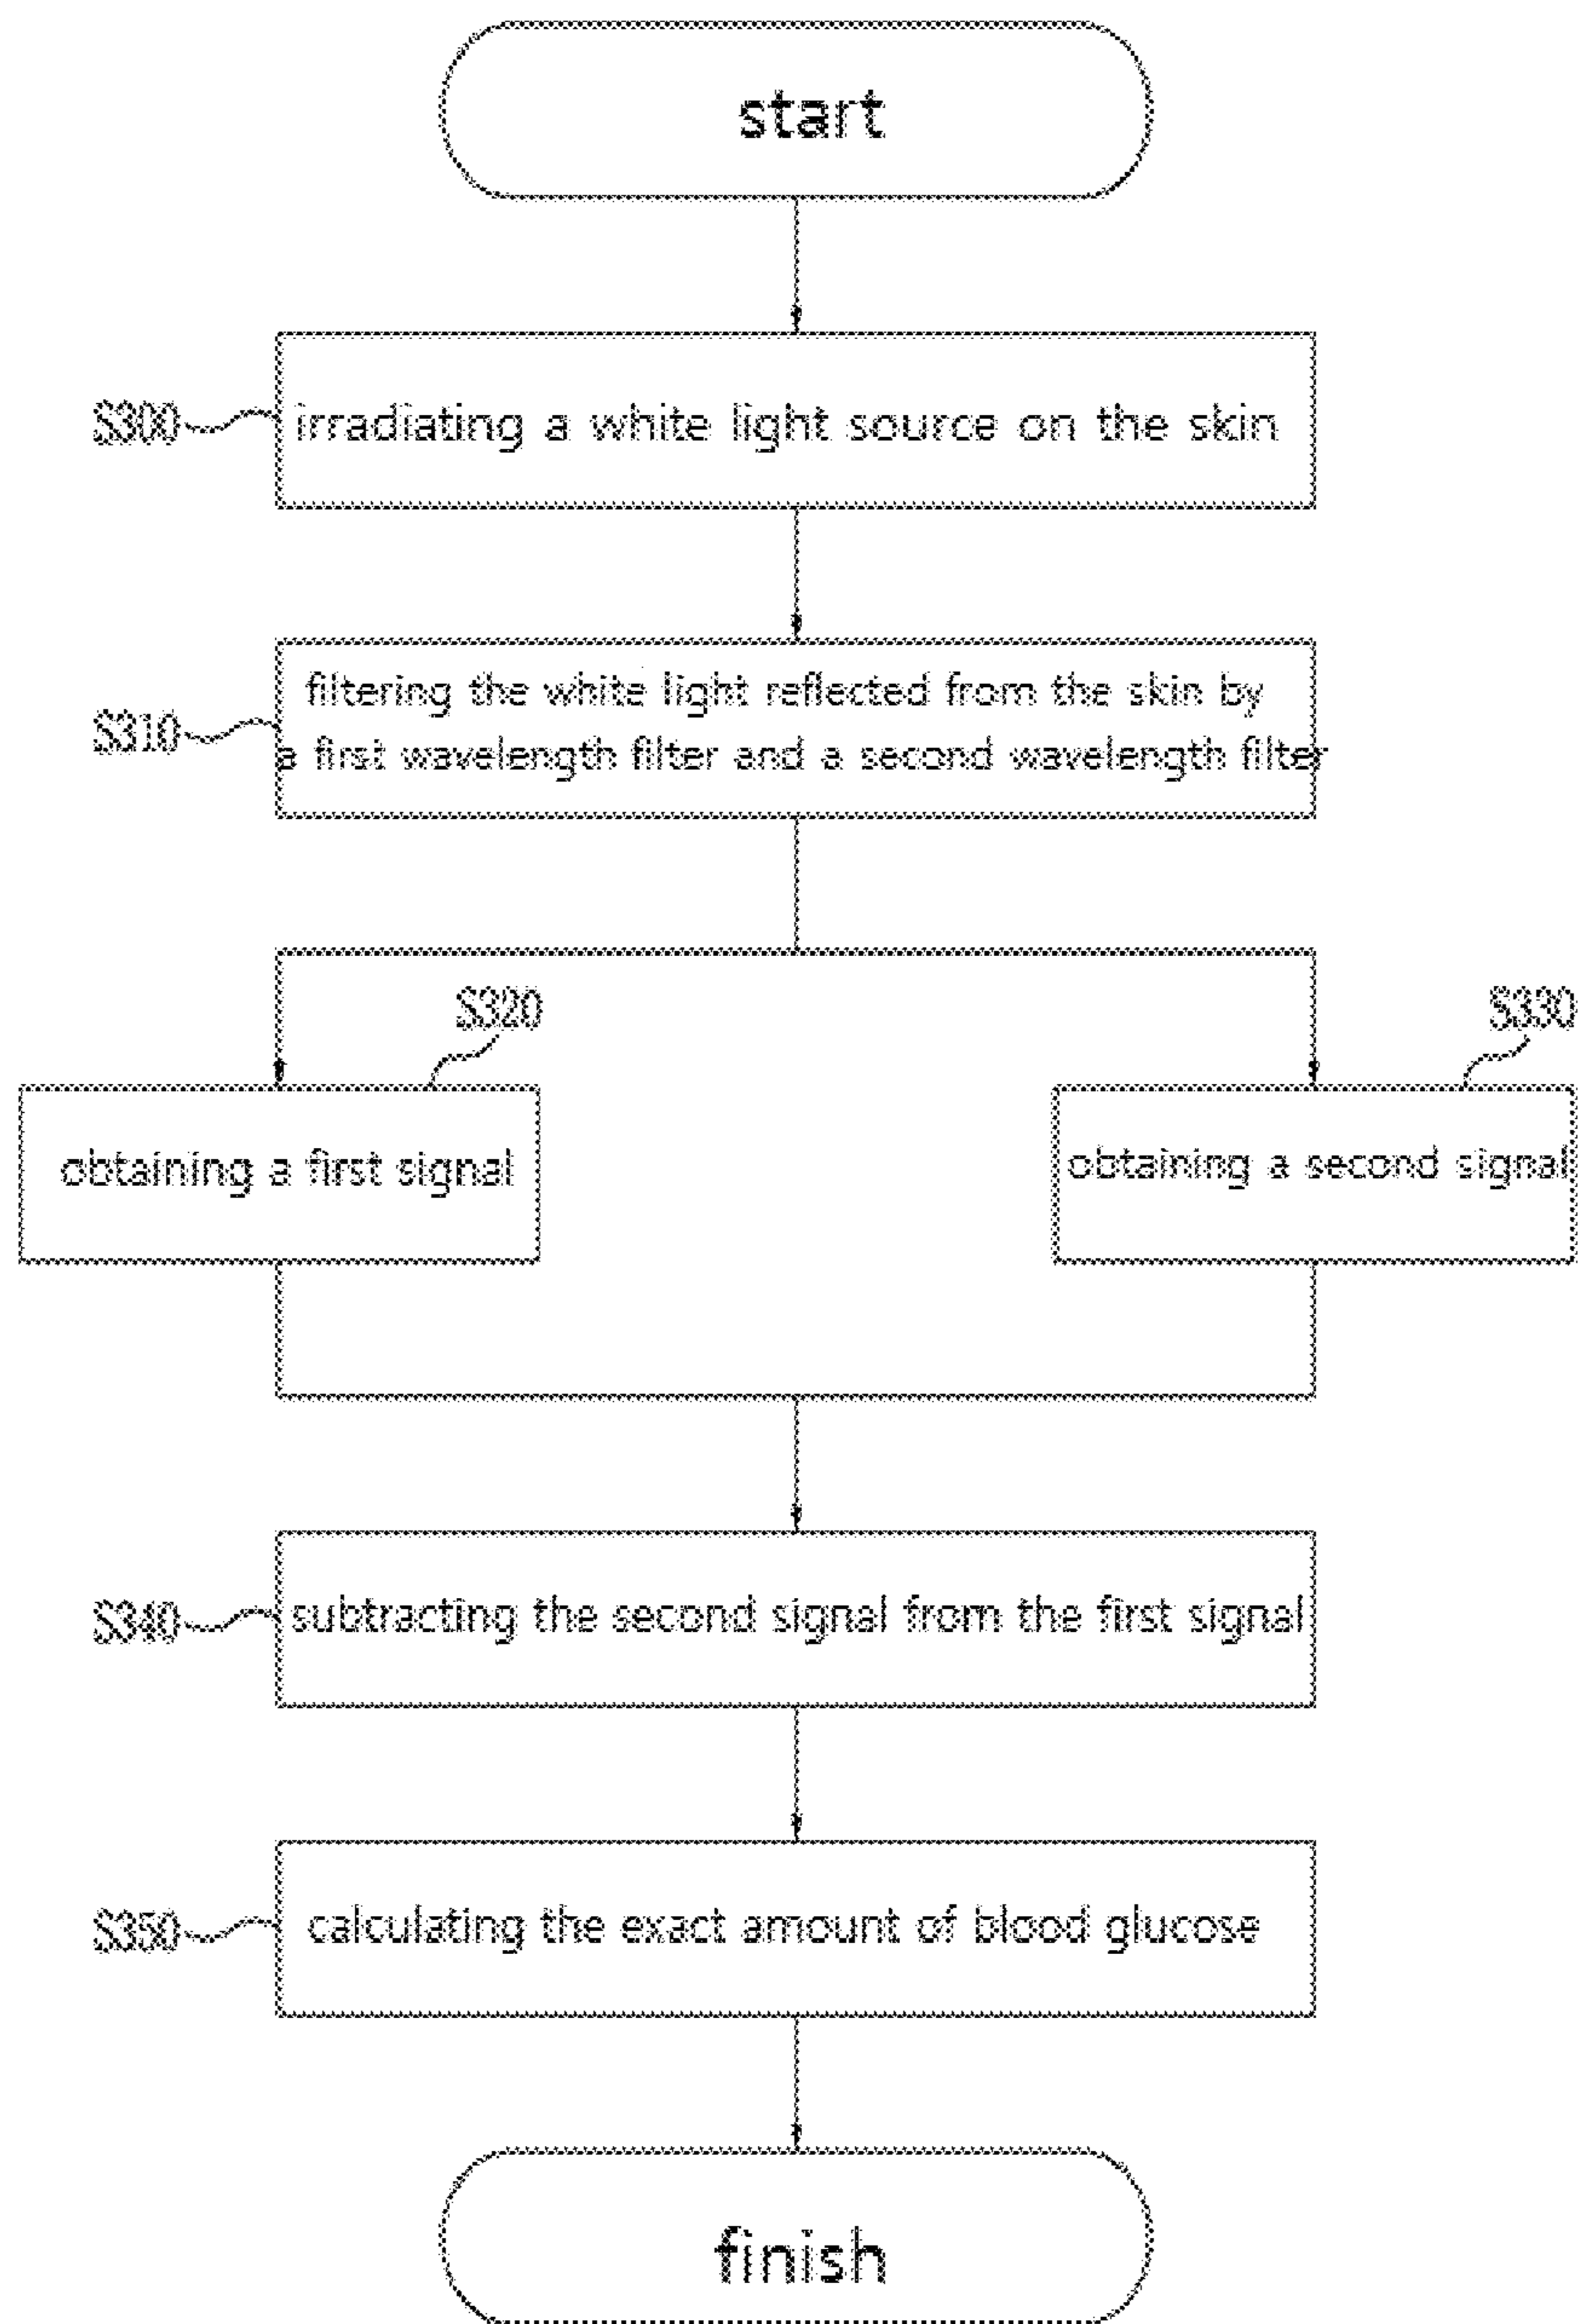 start
S300
irradiating a white light source on the skin
S310
filtering the white light reflected from the skin by
a first wavelength filter and a second wavelength filter
S320
S330
obtaining a first signal
obtaining a second signal
S340
subtracting the second signal from the first signal
S350
calculating the exact amount of blood glucose
finish